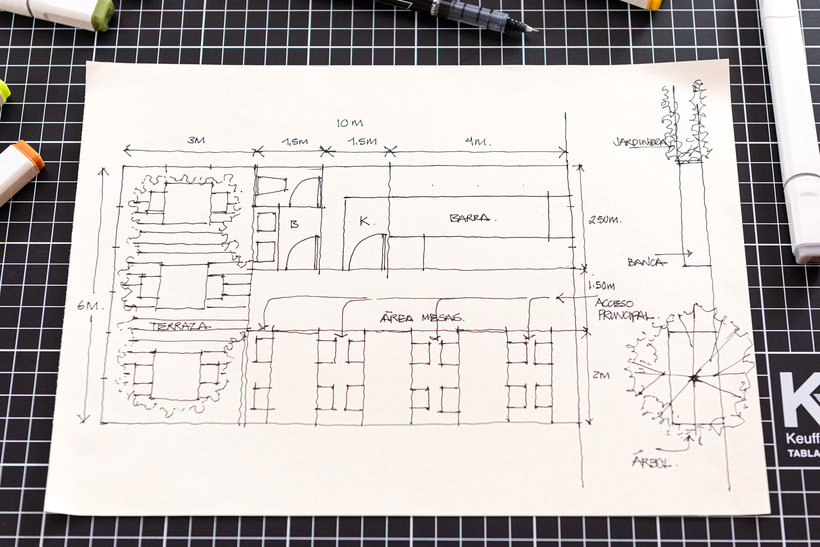 10 M
3M
1.5M
1.5M
4M.
JARDINERA
B
K.
BARRA.
2.50M.
BANCA
1.50M
6M.
ACCESO
PRINCIPAL.
ÁREA MESAS.
TERRAZA
2M
ÁRBOL.
K
Keuff
TABLA